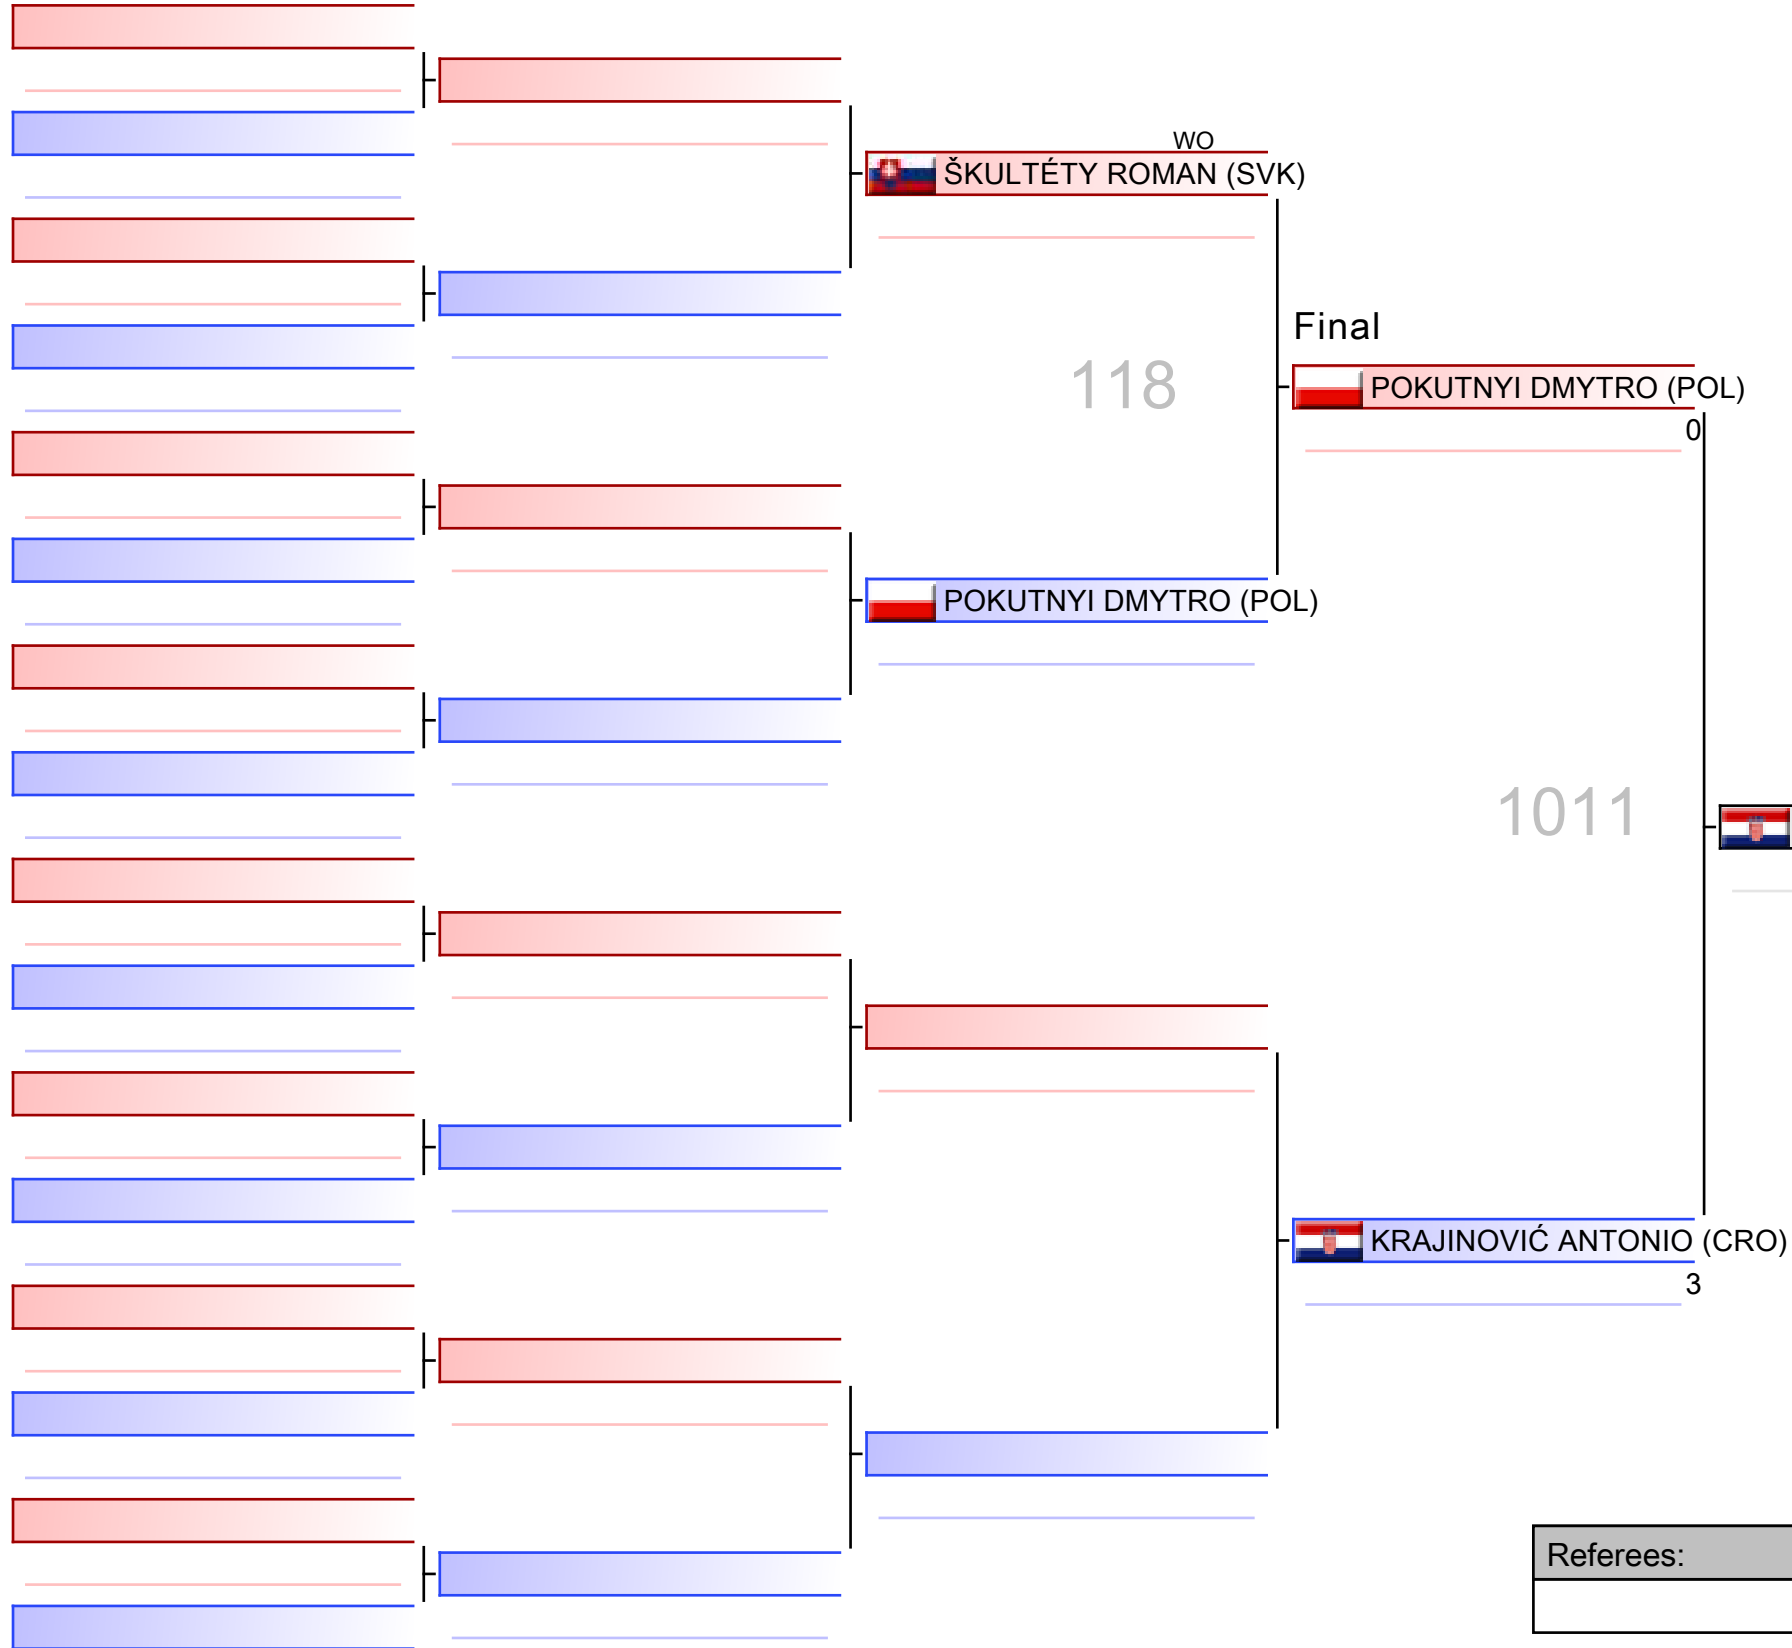 WO
ŠKULTÉTY ROMAN (SVK)
Final
118
POKUTNYI DMYTRO (POL)
0
POKUTNYI DMYTRO (POL)
1011
KRAJINOVIĆ ANTONIO (CRO)
3
Referees: